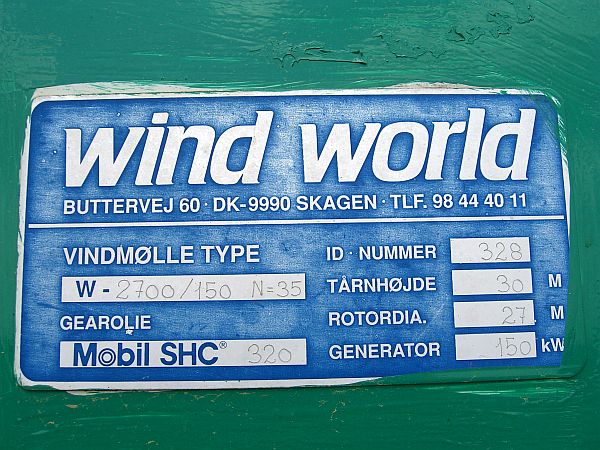 wind world
BUTTERVEJ 60 · DK-9990 SKAGEN · TLF. 98 44 40 11
VINDMØLLE TYPE
W - 2700/150 N=35
GEAROLIE
Mobil SHC® 320
ID · NUMMER 328
TÅRNHØJDE 30 M
ROTORDIA. 27 M
GENERATOR 150 kW